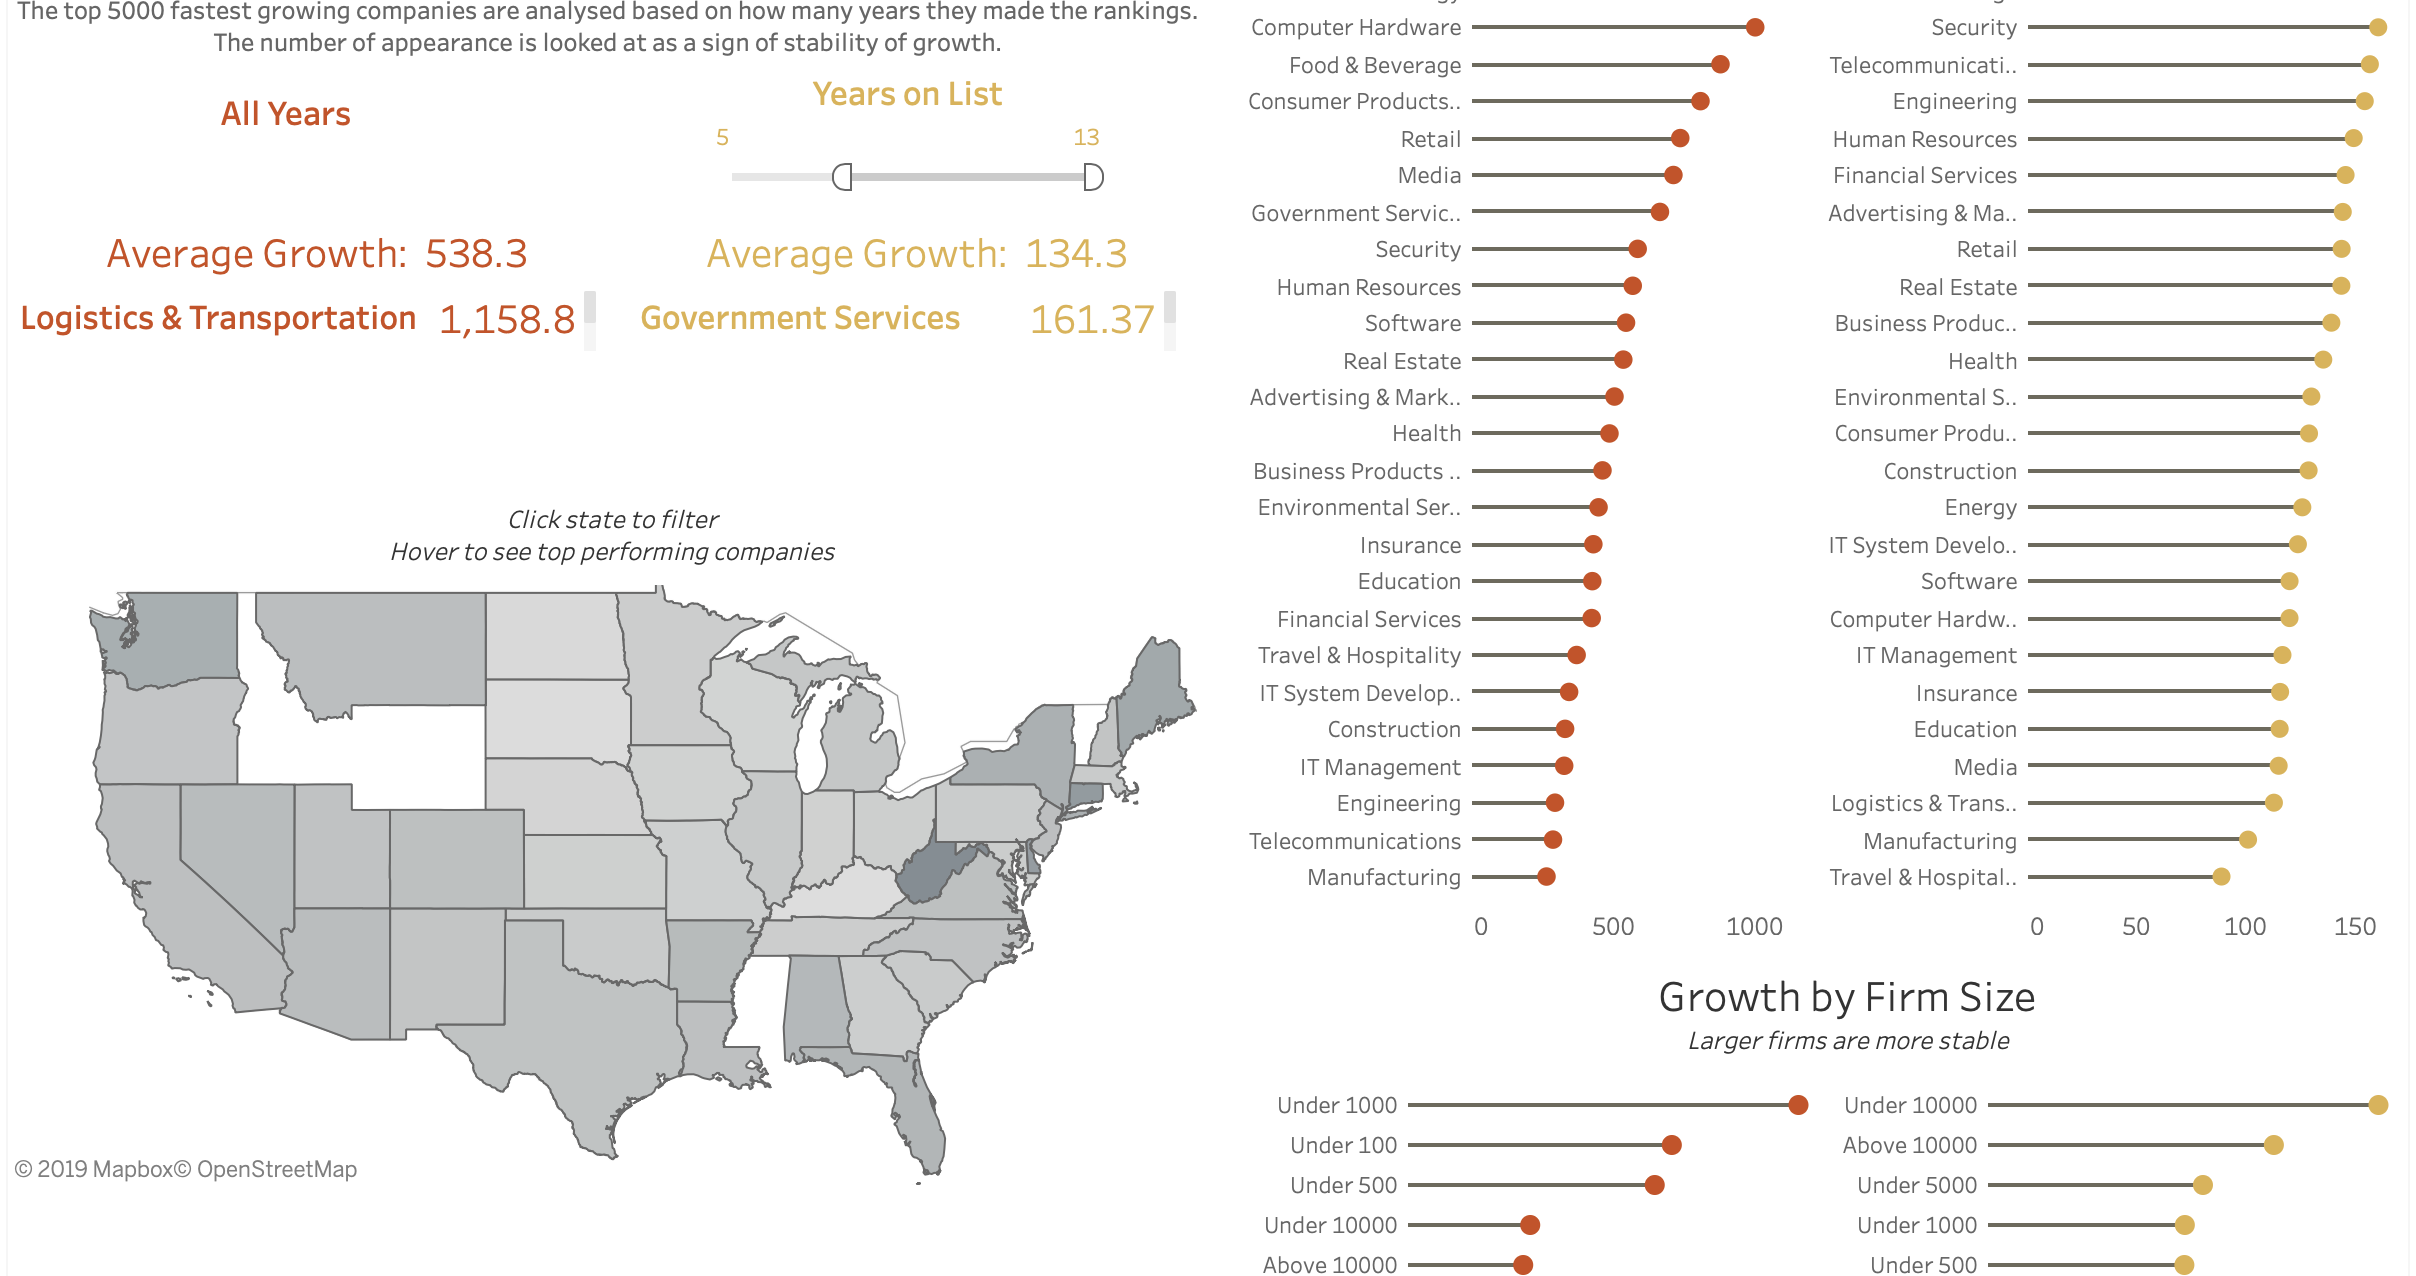 The top 5000 fastest growing companies are analysed based on how many years they made the rankings.
The number of appearance is looked at as a sign of stability of growth.
All Years
Years on List
5
13
Average Growth: 538.3
Average Growth: 134.3
Logistics & Transportation 1,158.8
Government Services 161.37
Click state to filter
Hover to see top performing companies
© 2019 Mapbox© OpenStreetMap
Computer Hardware
Food & Beverage
Consumer Products..
Retail
Media
Government Servic..
Security
Human Resources
Software
Real Estate
Advertising & Mark..
Health
Business Products ..
Environmental Ser..
Insurance
Education
Financial Services
Travel & Hospitality
IT System Develop..
Construction
IT Management
Engineering
Telecommunications
Manufacturing
0 500 1000
Security
Telecommunicati..
Engineering
Human Resources
Financial Services
Advertising & Ma..
Retail
Real Estate
Business Produc..
Health
Environmental S..
Consumer Produ..
Construction
Energy
IT System Develo..
Software
Computer Hardw..
IT Management
Insurance
Education
Media
Logistics & Trans..
Manufacturing
Travel & Hospital..
0 50 100 150
Growth by Firm Size
Larger firms are more stable
Under 1000
Under 100
Under 500
Under 10000
Above 10000
Under 10000
Above 10000
Under 5000
Under 1000
Under 500